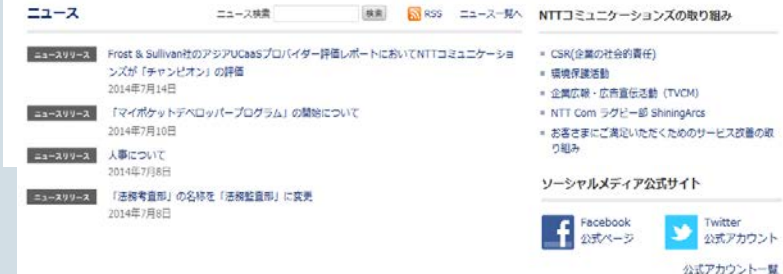 ニュース
ニュース検索
検索
RSS
ニュース一覧へ
ニュースリリース
Frost & Sullivan社のアジアUCaaSプロバイダー評価レポートにおいてNTTコミュニケーショ
ンズが「チャンピオン」の評価
2014年7月14日
ニュースリリース
「マイポケットデベロッパープログラム」の開始について
2014年7月10日
ニュースリリース
人事について
2014年7月8日
ニュースリリース
「法務考査部」の名称を「法務監査部」に変更
2014年7月8日
NTTコミュニケーションズの取り組み
CSR(企業の社会的責任)
環境保護活動
企業広報・広告宣伝活動（TVCM）
NTT Com ラグビー部 ShiningArcs
お客さまにご満足いただくためのサービス改善の取
り組み
ソーシャルメディア公式サイト
Facebook
公式ページ
Twitter
公式アカウント
公式アカウント一覧